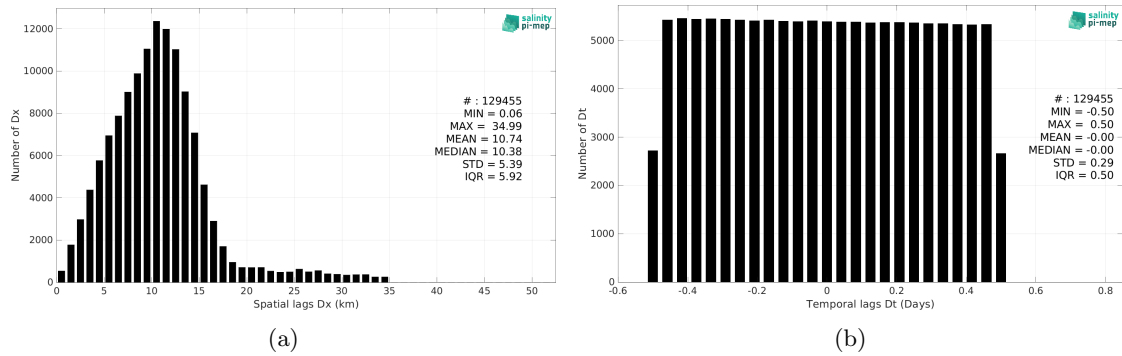 12000
10000
8000
6000
4000
2000
0
Number of Dx
0 5 10 15 20 25 30 35 40 45 50
Spatial lags Dx (km)
salinity
pi-mep
# : 129455
MIN = 0.06
MAX = 34.99
MEAN = 10.74
MEDIAN = 10.38
STD = 5.39
IQR = 5.92
(a)
5000
4000
3000
2000
1000
0
Number of Dt
-0.6 -0.4 -0.2 0 0.2 0.4 0.6 0.8
Temporal lags Dt (Days)
salinity
pi-mep
# : 129455
MIN = -0.50
MAX = 0.50
MEAN = -0.00
MEDIAN = -0.00
STD = 0.29
IQR = 0.50
(b)